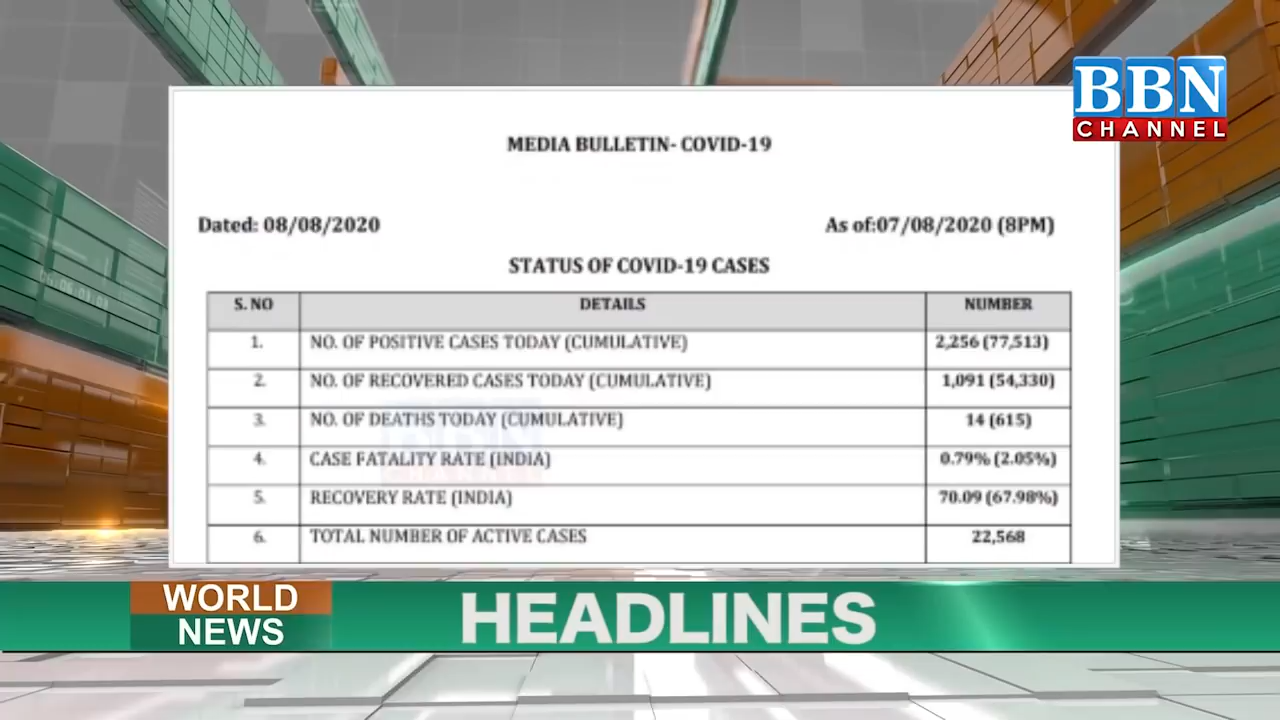 BBN
CHANNEL
MEDIA BULLETIN- COVID-19
Dated: 08/08/2020 As of:07/08/2020 (8PM)
STATUS OF COVID-19 CASES
S. NO DETAILS NUMBER
1. NO. OF POSITIVE CASES TODAY (CUMULATIVE) 2,256 (77,513)
2. NO. OF RECOVERED CASES TODAY (CUMULATIVE) 1,091 (54,330)
3. NO. OF DEATHS TODAY (CUMULATIVE) 14 (615)
4. CASE FATALITY RATE (INDIA) 0.79% (2.05%)
5. RECOVERY RATE (INDIA) 70.09 (67.98%)
6. TOTAL NUMBER OF ACTIVE CASES 22,568
WORLD
NEWS
HEADLINES